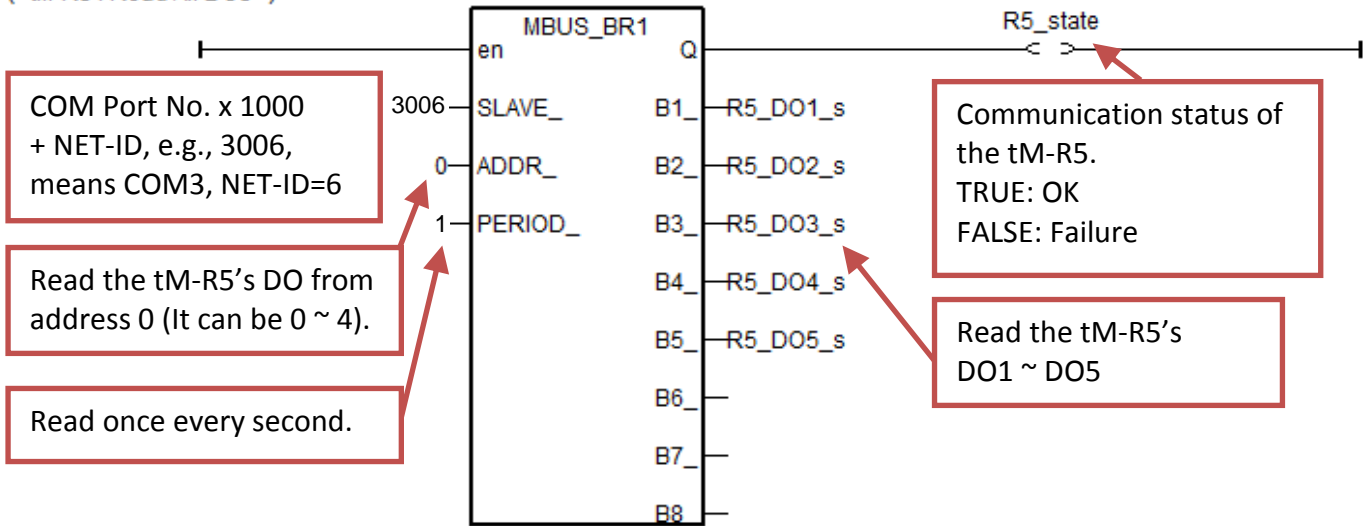 MBUS_BR1
en
Q
R5_state
COM Port No. x 1000
+ NET-ID, e.g., 3006,
means COM3, NET-ID=6
3006
SLAVE_
B1_
R5_DO1_s
0
ADDR_
B2_
R5_DO2_s
1
PERIOD_
B3_
R5_DO3_s
B4_
R5_DO4_s
B5_
R5_DO5_s
B6_
B7_
B8
Read the tM-R5’s DO from
address 0 (It can be 0 ~ 4).
Read once every second.
Communication status of
the tM-R5.
TRUE: OK
FALSE: Failure
Read the tM-R5’s
DO1 ~ DO5